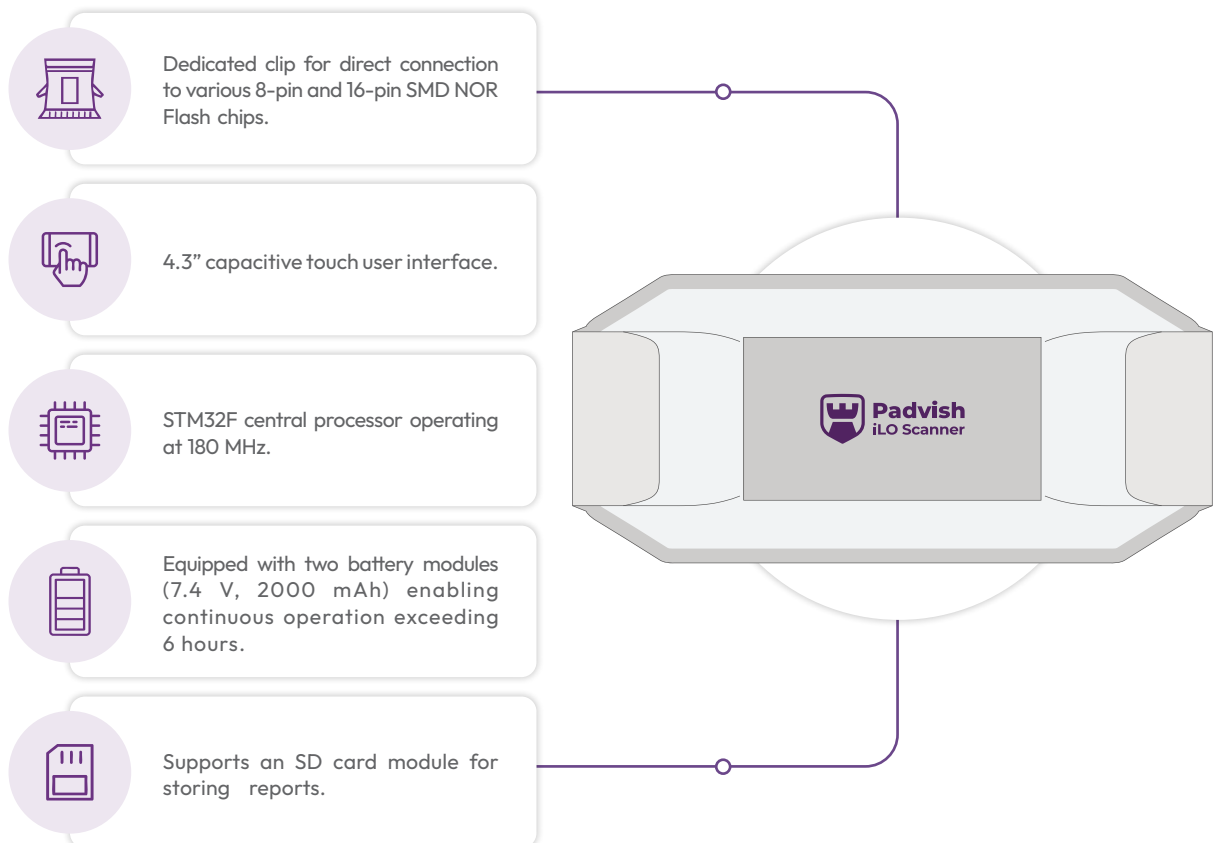 Dedicated clip for direct connection
to various 8-pin and 16-pin SMD NOR
Flash chips.
4.3” capacitive touch user interface.
STM32F central processor operating
at 180 MHz.
Equipped with two battery modules
(7.4 V, 2000 mAh) enabling
continuous operation exceeding
6 hours.
Supports an SD card module for
storing reports.
Padvish
iLO Scanner